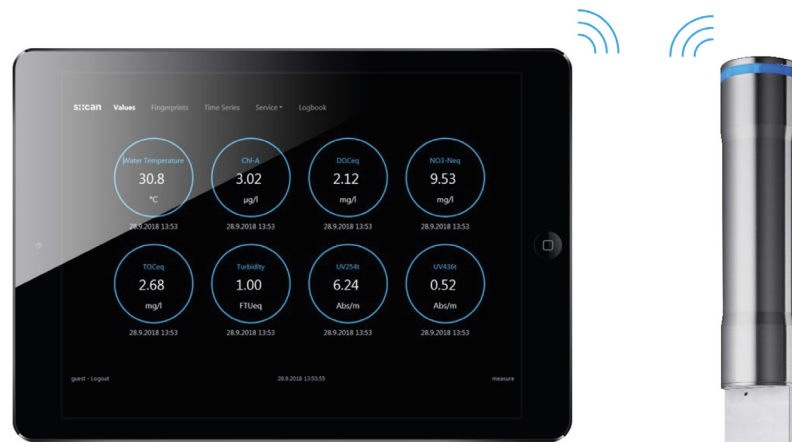 s::can Values Fingerprints Time Series Service Logbook
Water Temperature Chl-A DOCeq NO3-Neq
30.8 3.02 2.12 9.53
°C µg/l mg/l mg/l
28.9.2018 13:53 28.9.2018 13:53 28.9.2018 13:53 28.9.2018 13:53
TOCeq Turbidity UV254t UV436t
2.68 1.00 6.24 0.52
mg/l FTUeq Abs/m Abs/m
28.9.2018 13:53 28.9.2018 13:53 28.9.2018 13:53 28.9.2018 13:53
guest - Logout 28.9.2018 13:53:55 measure